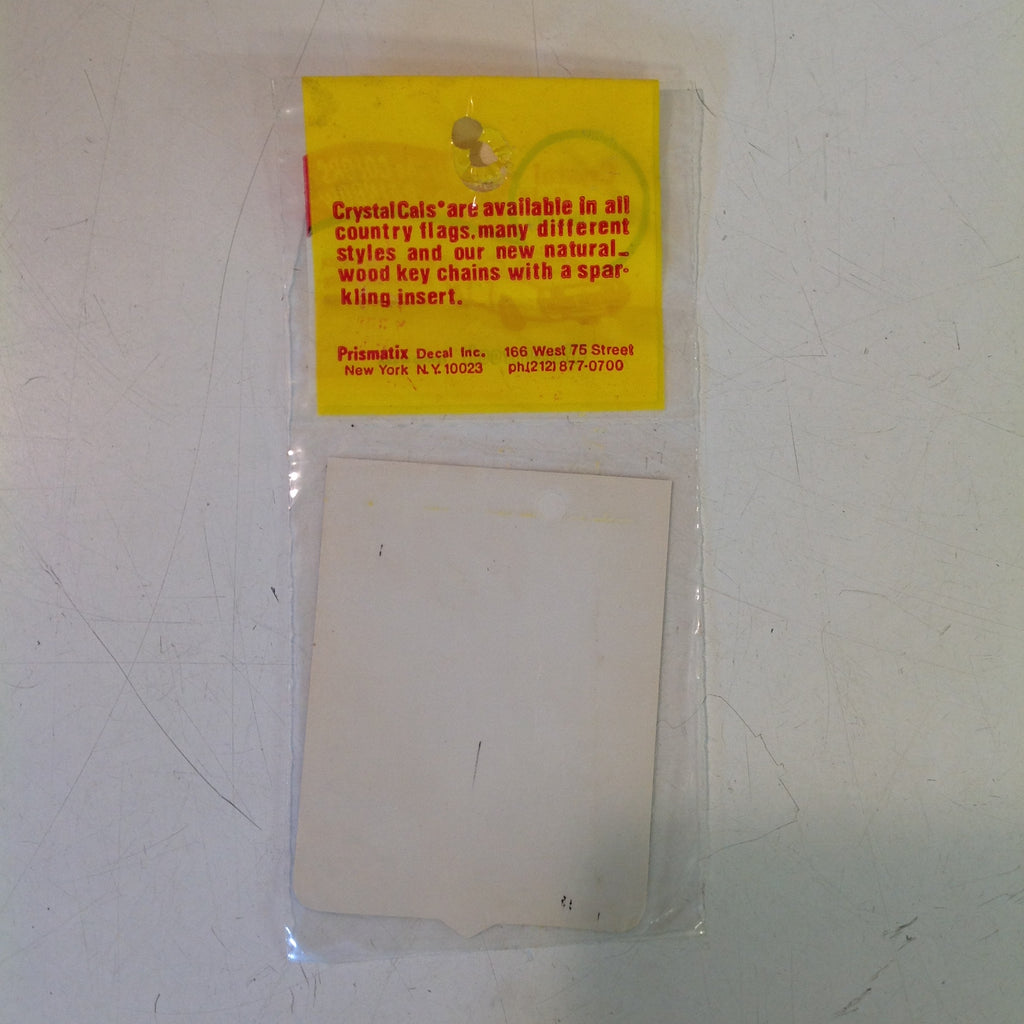 CrystalCals® are available in all
country flags, many different
styles and our new natural-
wood key chains with a spar-
kling insert.
Prismatix Decal Inc. 166 West 75 Street
New York N.Y. 10023 ph.(212) 877-0700